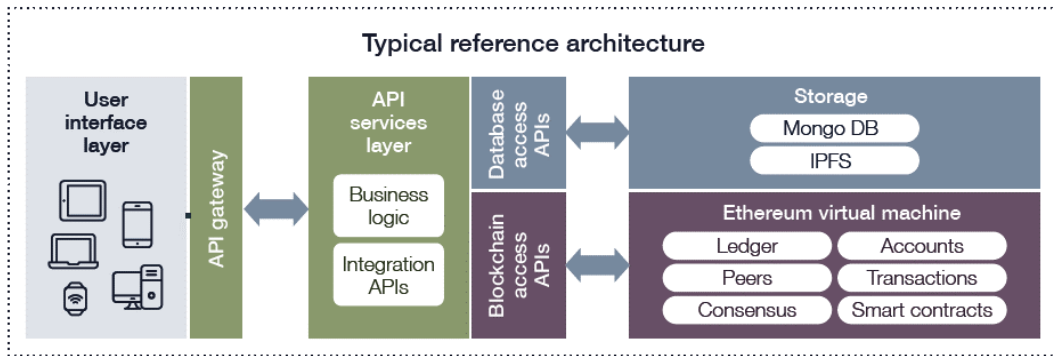 Typical reference architecture
User
interface
layer
API gateway
API
services
layer
Business
logic
Integration
APIs
Database
access
APIs
Blockchain
access
APIs
Storage
Mongo DB
IPFS
Ethereum virtual machine
Ledger
Accounts
Peers
Transactions
Consensus
Smart contracts